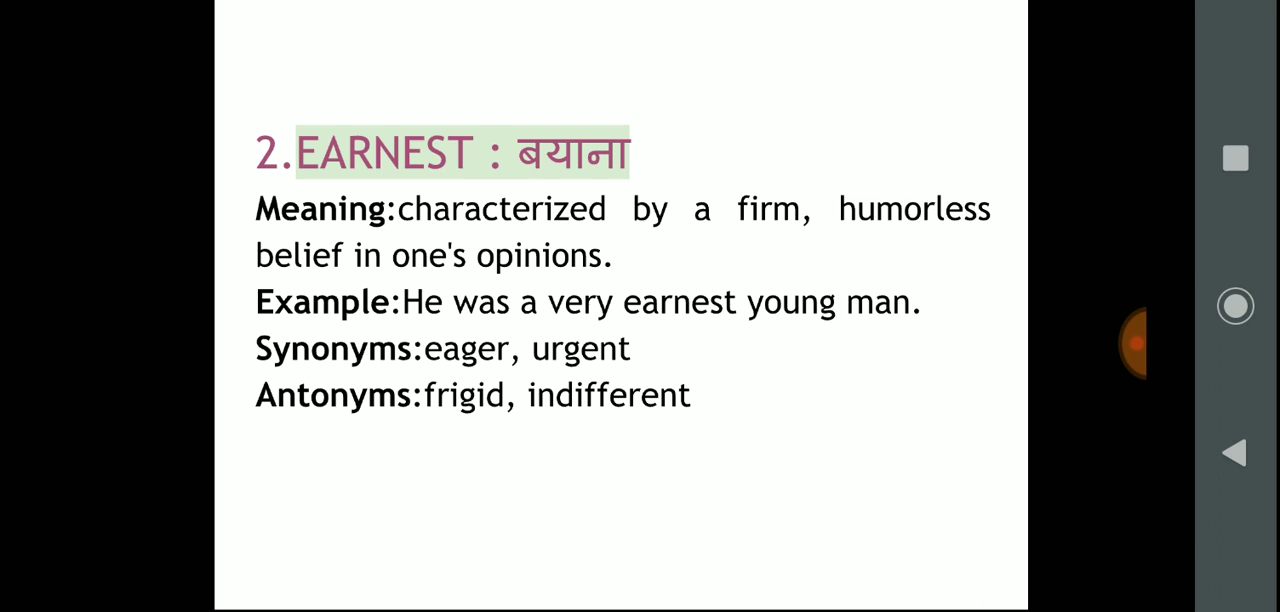 2.EARNEST : बयाना
Meaning:characterized by a firm, humorless
belief in one's opinions.
Example:He was a very earnest young man.
Synonyms:eager, urgent
Antonyms:frigid, indifferent